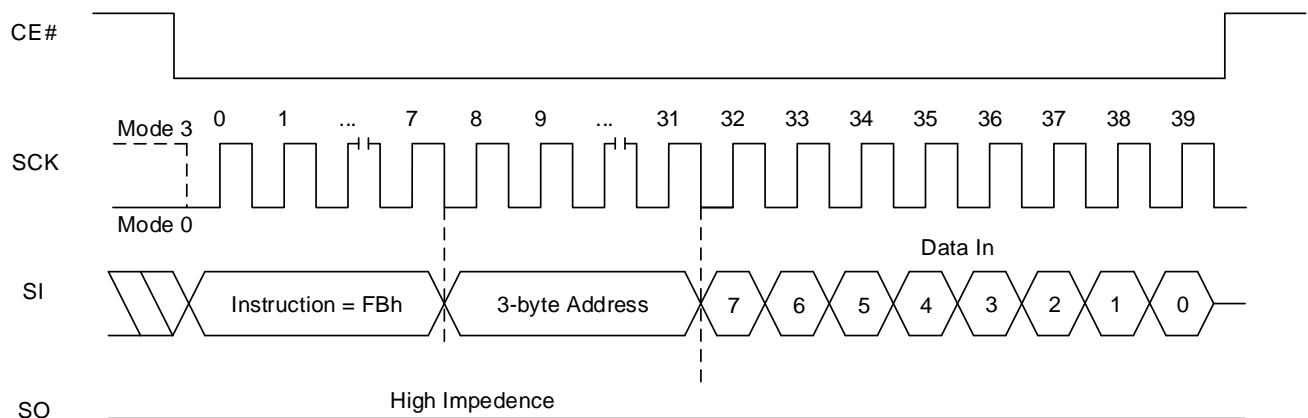 CE#
Mode 3
0 1 ... 7 8 9 ... 31 32 33 34 35 36 37 38 39
SCK
Mode 0
Data In
SI
Instruction = FBh 3-byte Address 7 6 5 4 3 2 1 0
High Impedence
SO